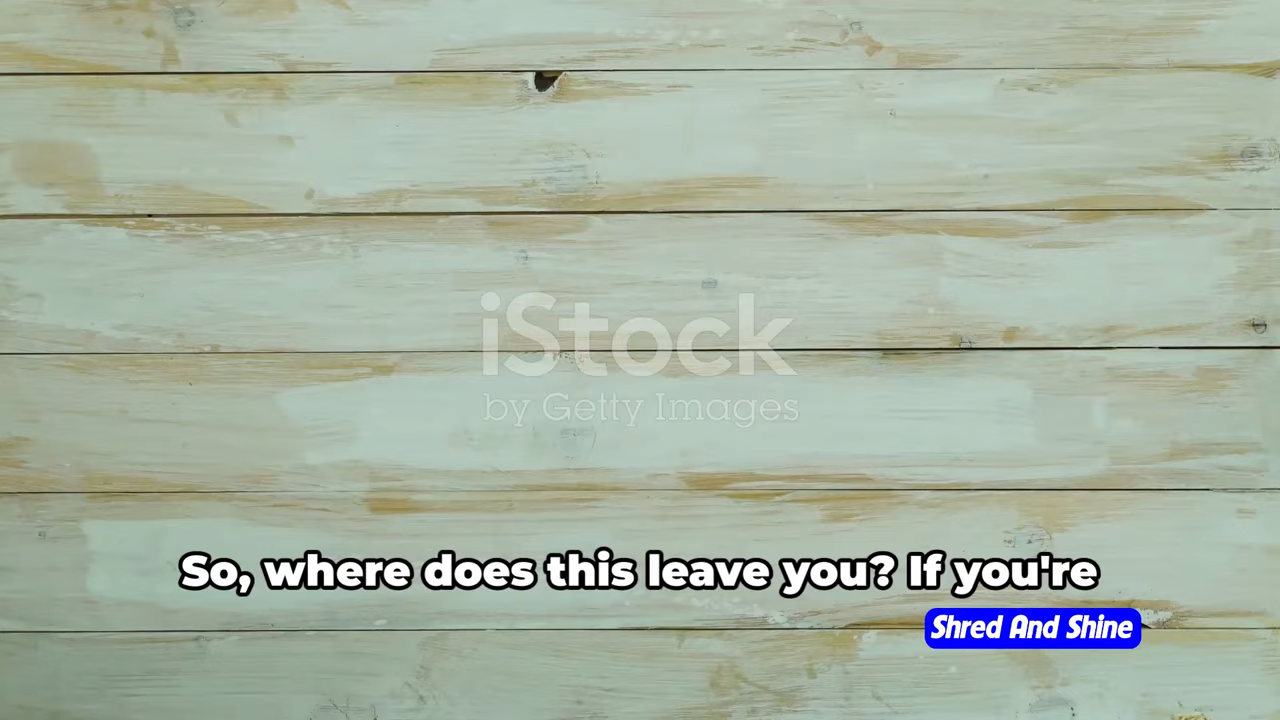 iStock
by Getty Images
So, where does this leave you? If you're
Shred And Shine